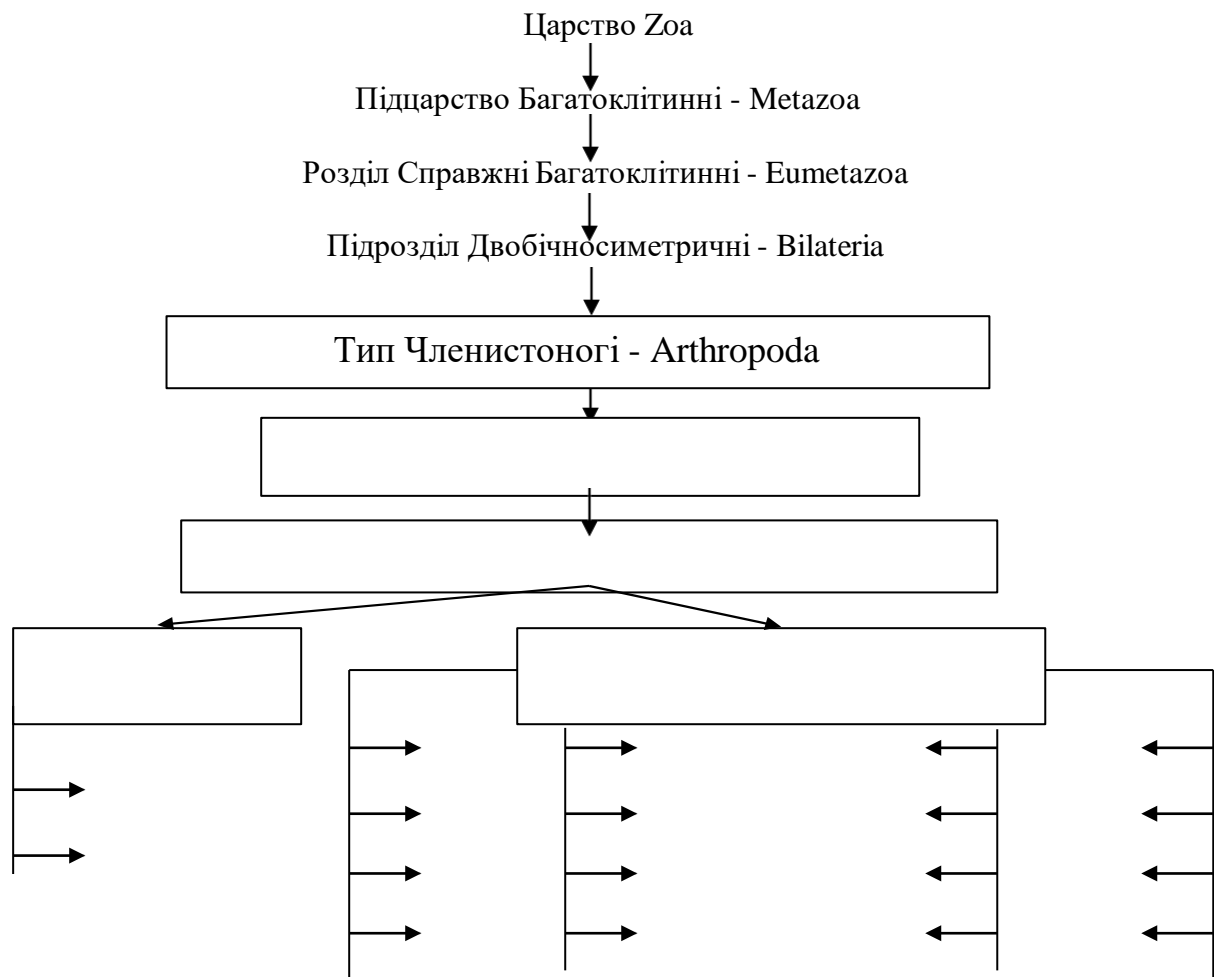 Царство Zoa
Підцарство Багатоклітинні - Metazoa
Розділ Справжні Багатоклітинні - Eumetazoa
Підрозділ Двобічносиметричні - Bilateria
Тип Членистоногі - Arthropoda